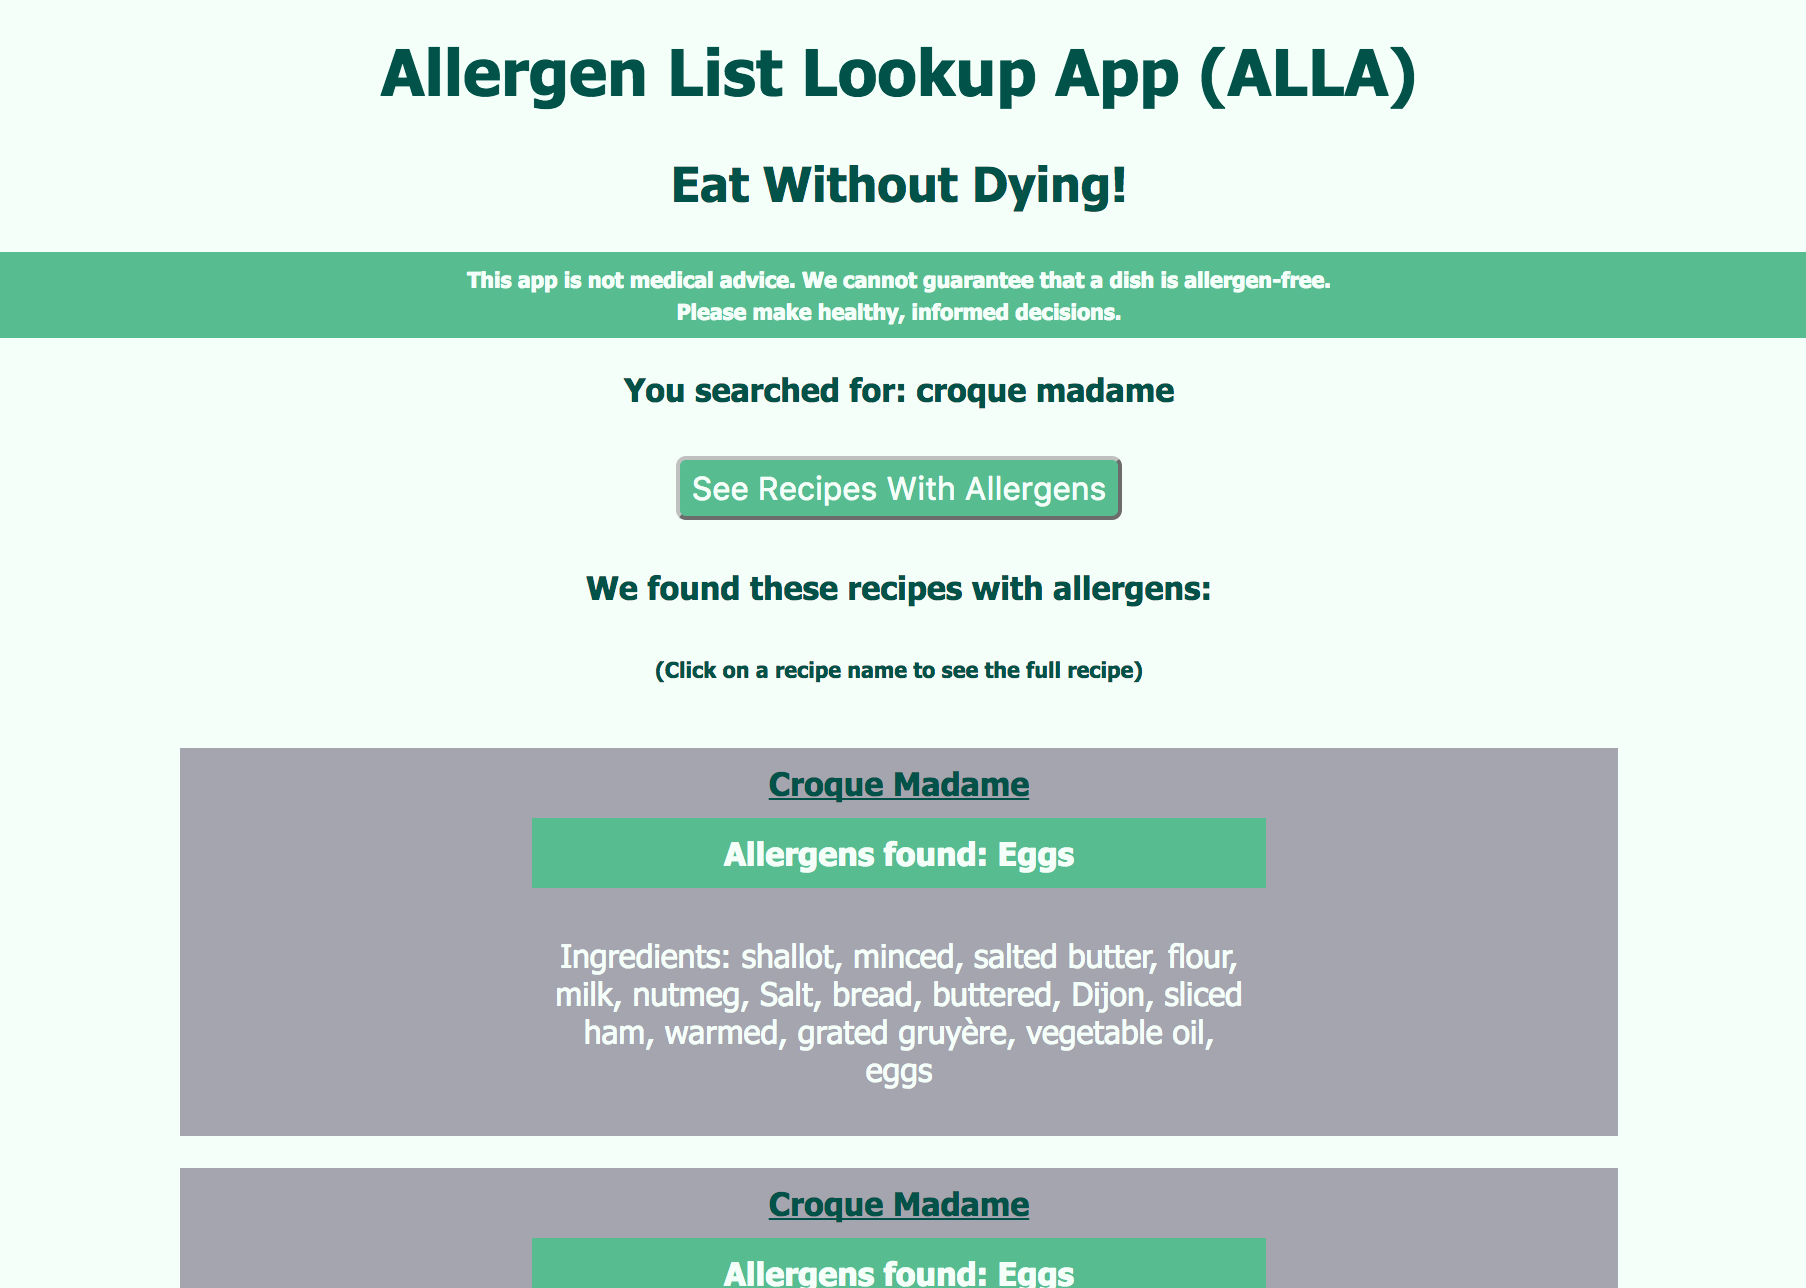 Allergen List Lookup App (ALLA)
Eat Without Dying!
This app is not medical advice. We cannot guarantee that a dish is allergen-free.
Please make healthy, informed decisions.
You searched for: croque madame
See Recipes With Allergens
We found these recipes with allergens:
(Click on a recipe name to see the full recipe)
Croque Madame
Allergens found: Eggs
Ingredients: shallot, minced, salted butter, flour,
milk, nutmeg, Salt, bread, buttered, Dijon, sliced
ham, warmed, grated gruyère, vegetable oil,
eggs
Croque Madame
Allergens found: Eggs